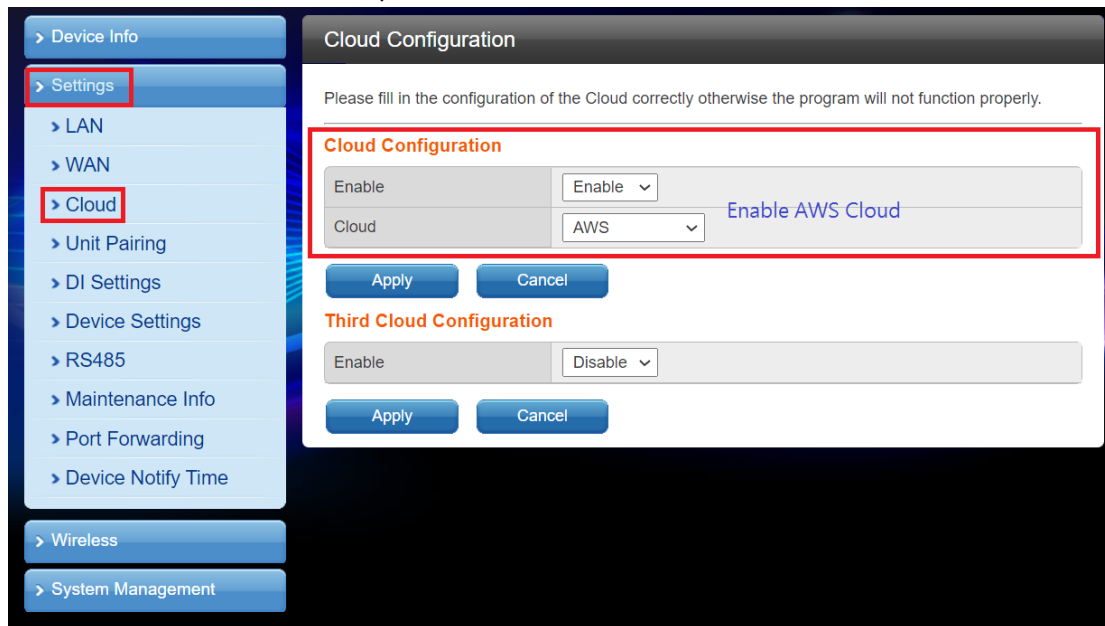 Device Info
Settings
LAN
WAN
Cloud
Unit Pairing
DI Settings
Device Settings
RS485
Maintenance Info
Port Forwarding
Device Notify Time
Wireless
System Management
Cloud Configuration
Please fill in the configuration of the Cloud correctly otherwise the program will not function properly.
Cloud Configuration
Enable Enable
Cloud AWS
Enable AWS Cloud
Apply Cancel
Third Cloud Configuration
Enable Disable
Apply Cancel